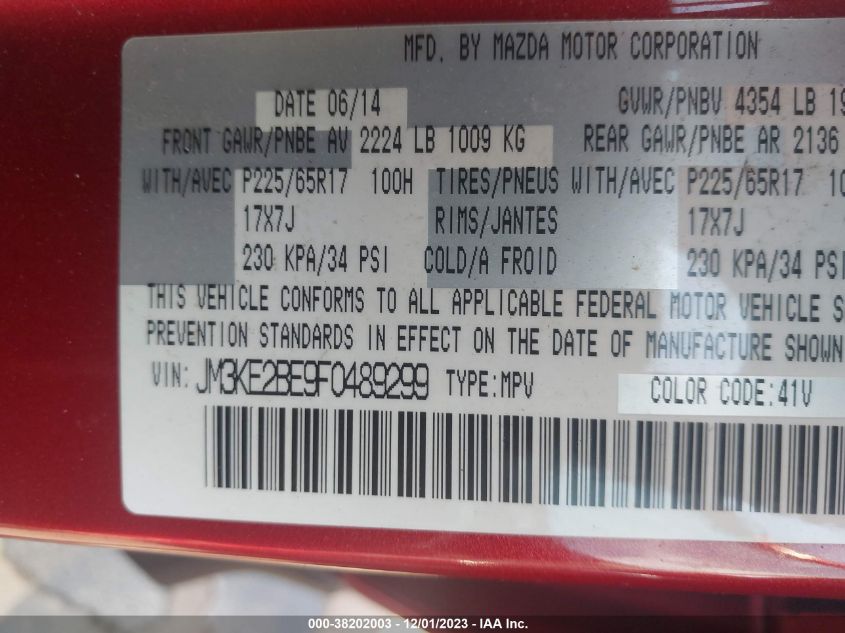 MFD. BY MAZDA MOTOR CORPORATION
DATE 06/14 GVWR/PNBV 4354 LB 19
FRONT GAWR/PNBE AV 2224 LB 1009 KG REAR GAWR/PNBE AR 2136
WITH/AVEC P225/65R17 100H TIRES/PNEUS WITH/AVEC P225/65R17 10
17X7J RIMS/JANTES 17X7J
230 KPA/34 PSI COLD/A FROID 230 KPA/34 PSI
THIS VEHICLE CONFORMS TO ALL APPLICABLE FEDERAL MOTOR VEHICLE S
PREVENTION STANDARDS IN EFFECT ON THE DATE OF MANUFACTURE SHOWN
VIN: JM3KE2BE9F0489299 TYPE:MPV COLOR CODE:41V
000-38202003 - 12/01/2023 - IAA Inc.